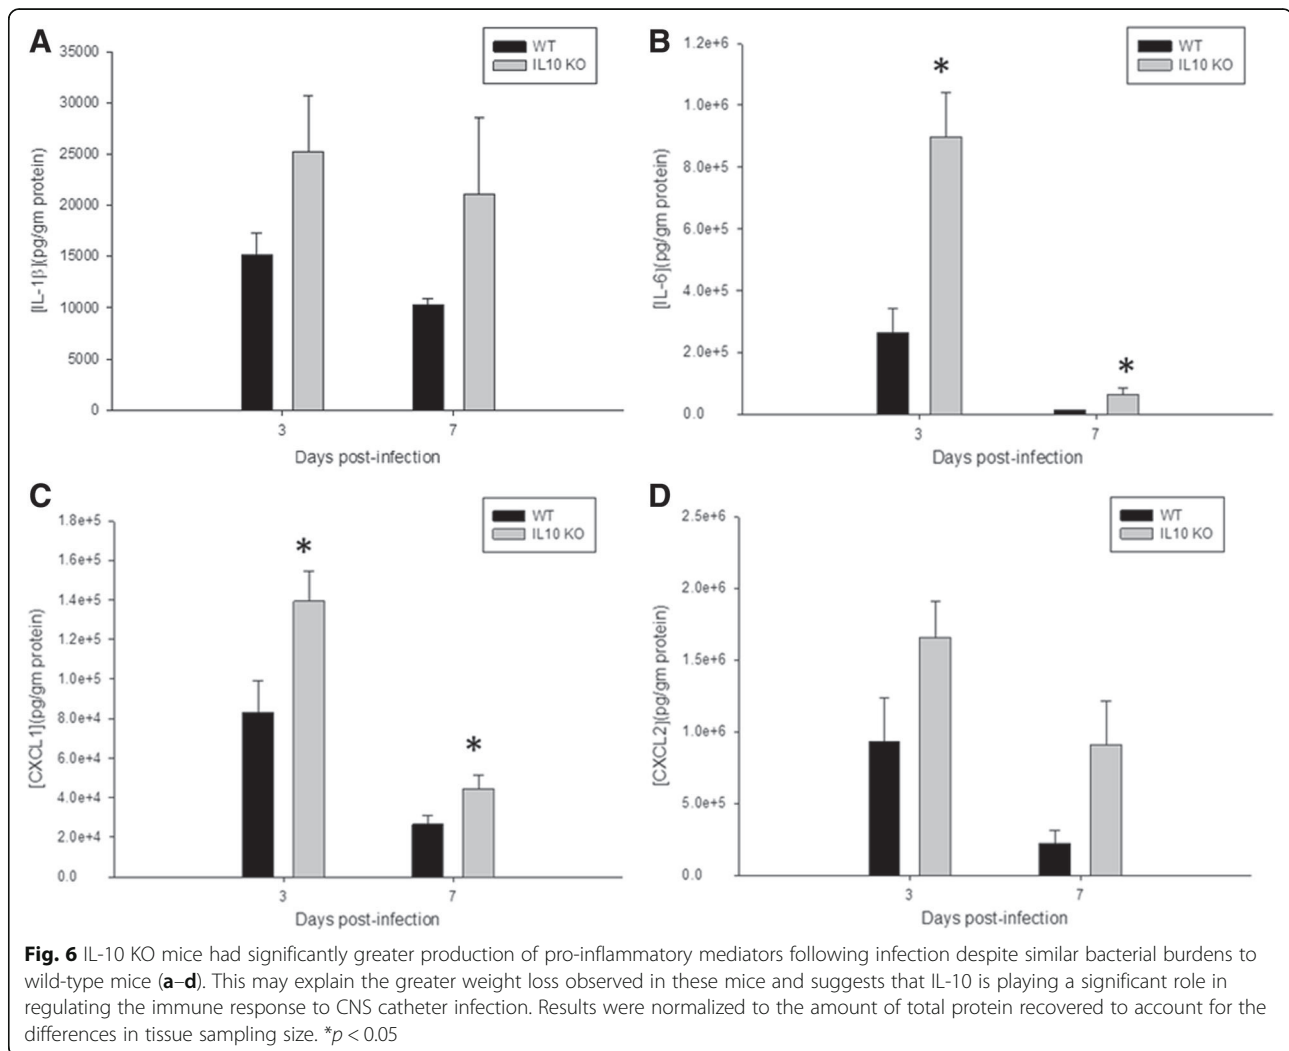 A
WT
IL10 KO
35000
30000
25000
20000
15000
10000
5000
0
[IL-1β](pg/gm protein)
3
7
Days post-infection
B
WT
IL10 KO
1.2e+6
1.0e+6
8.0e+5
6.0e+5
4.0e+5
2.0e+5
0.0
[IL-6](pg/gm protein)
*
*
3
7
Days post-infection
C
WT
IL10 KO
1.8e+5
1.6e+5
1.4e+5
1.2e+5
1.0e+5
8.0e+4
6.0e+4
4.0e+4
2.0e+4
0.0
[CXCL1](pg/gm protein)
*
*
3
7
Days post-infection
D
WT
IL10 KO
2.5e+6
2.0e+6
1.5e+6
1.0e+6
5.0e+5
0.0
[CXCL2](pg/gm protein)
3
7
Days post-infection
Fig. 6 IL-10 KO mice had significantly greater production of pro-inflammatory mediators following infection despite similar bacterial burdens to
wild-type mice (a–d). This may explain the greater weight loss observed in these mice and suggests that IL-10 is playing a significant role in
regulating the immune response to CNS catheter infection. Results were normalized to the amount of total protein recovered to account for the
differences in tissue sampling size. *p < 0.05